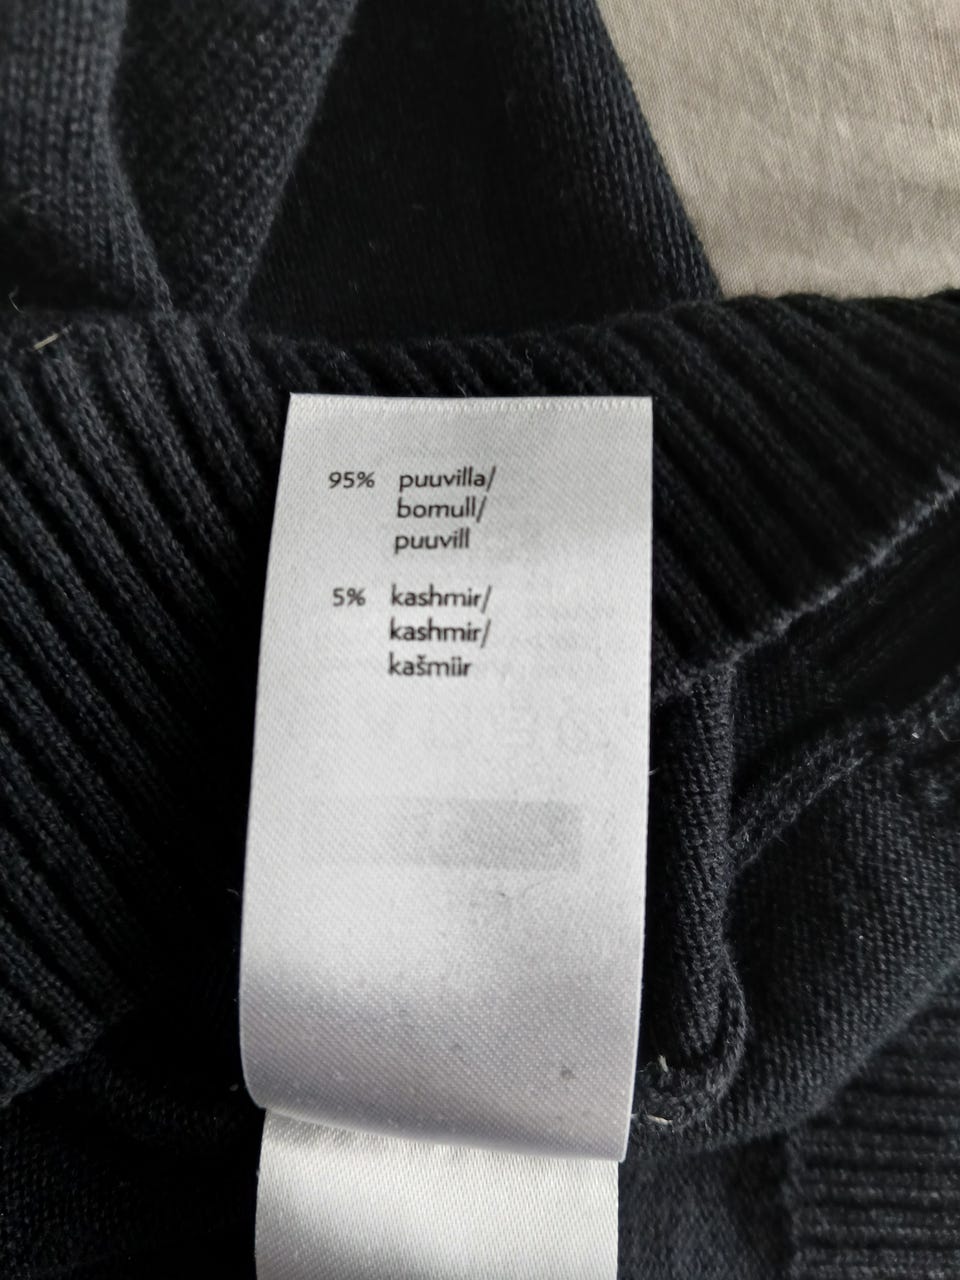 95% puuvilla/
bomull/
puuvill
5% kashmir/
kashmir/
kašmiir